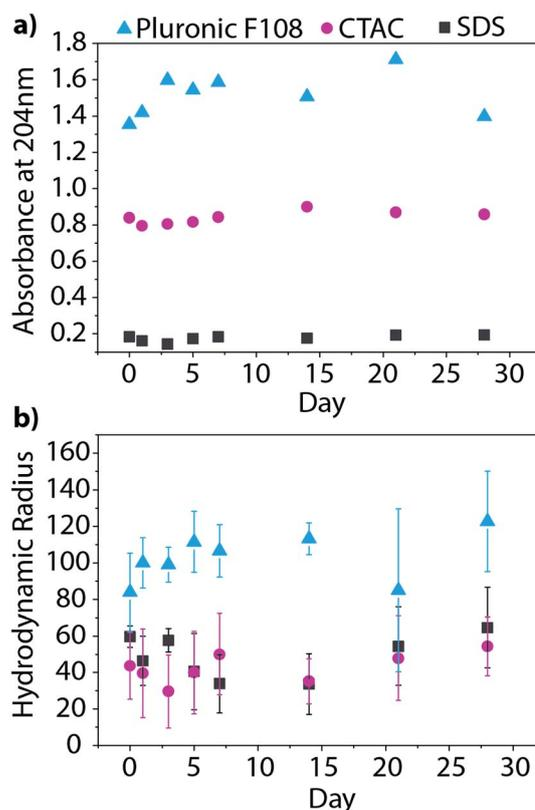 a) Pluronic F108 CTAC SDS
Absorbance at 204nm
1.8
1.6
1.4
1.2
1.0
0.8
0.6
0.4
0.2
0 5 10 15 20 25 30
Day
b)
Hydrodynamic Radius
160
140
120
100
80
60
40
20
0
0 5 10 15 20 25 30
Day